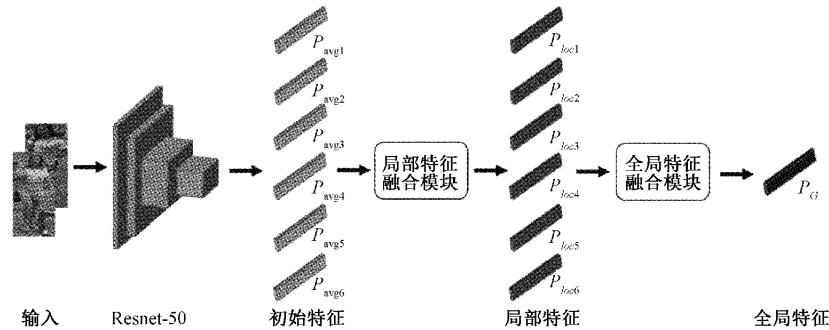 P_avg1
P_avg2
P_avg3
P_avg4
P_avg5
P_avg6
局部特征
融合模块
P_loc1
P_loc2
P_loc3
P_loc4
P_loc5
P_loc6
全局特征
融合模块
P_G
输入
Resnet-50
初始特征
局部特征
全局特征